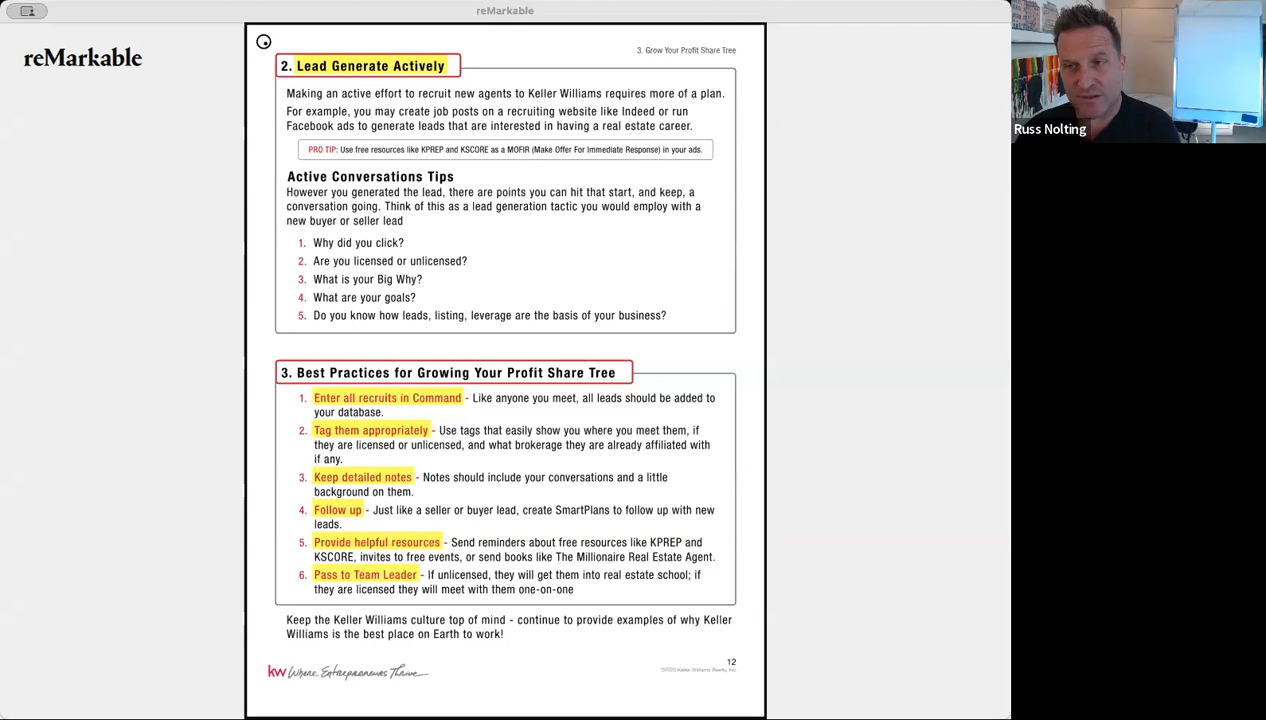 reMarkable
reMarkable
3. Grow Your Profit Share Tree
2. Lead Generate Actively
Making an active effort to recruit new agents to Keller Williams requires more of a plan.
For example, you may create job posts on a recruiting website like Indeed or run
Facebook ads to generate leads that are interested in having a real estate career.
PRO TIP: Use free resources like KPREP and KSCORE as a MOFIR (Make Offer For Immediate Response) in your ads.
Active Conversations Tips
However you generated the lead, there are points you can hit that start, and keep, a
conversation going. Think of this as a lead generation tactic you would employ with a
new buyer or seller lead
1. Why did you click?
2. Are you licensed or unlicensed?
3. What is your Big Why?
4. What are your goals?
5. Do you know how leads, listing, leverage are the basis of your business?
3. Best Practices for Growing Your Profit Share Tree
1. Enter all recruits in Command - Like anyone you meet, all leads should be added to
your database.
2. Tag them appropriately - Use tags that easily show you where you meet them, if
they are licensed or unlicensed, and what brokerage they are already affiliated with
if any.
3. Keep detailed notes - Notes should include your conversations and a little
background on them.
4. Follow up - Just like a seller or buyer lead, create SmartPlans to follow up with new
leads.
5. Provide helpful resources - Send reminders about free resources like KPREP and
KSCORE, invites to free events, or send books like The Millionaire Real Estate Agent.
6. Pass to Team Leader - If unlicensed, they will get them into real estate school; if
they are licensed they will meet with them one-on-one
Keep the Keller Williams culture top of mind - continue to provide examples of why Keller
Williams is the best place on Earth to work!
12
kw Where Entrepreneurs Thrive
©2023 Keller Williams Realty, Inc.
Russ Nolting